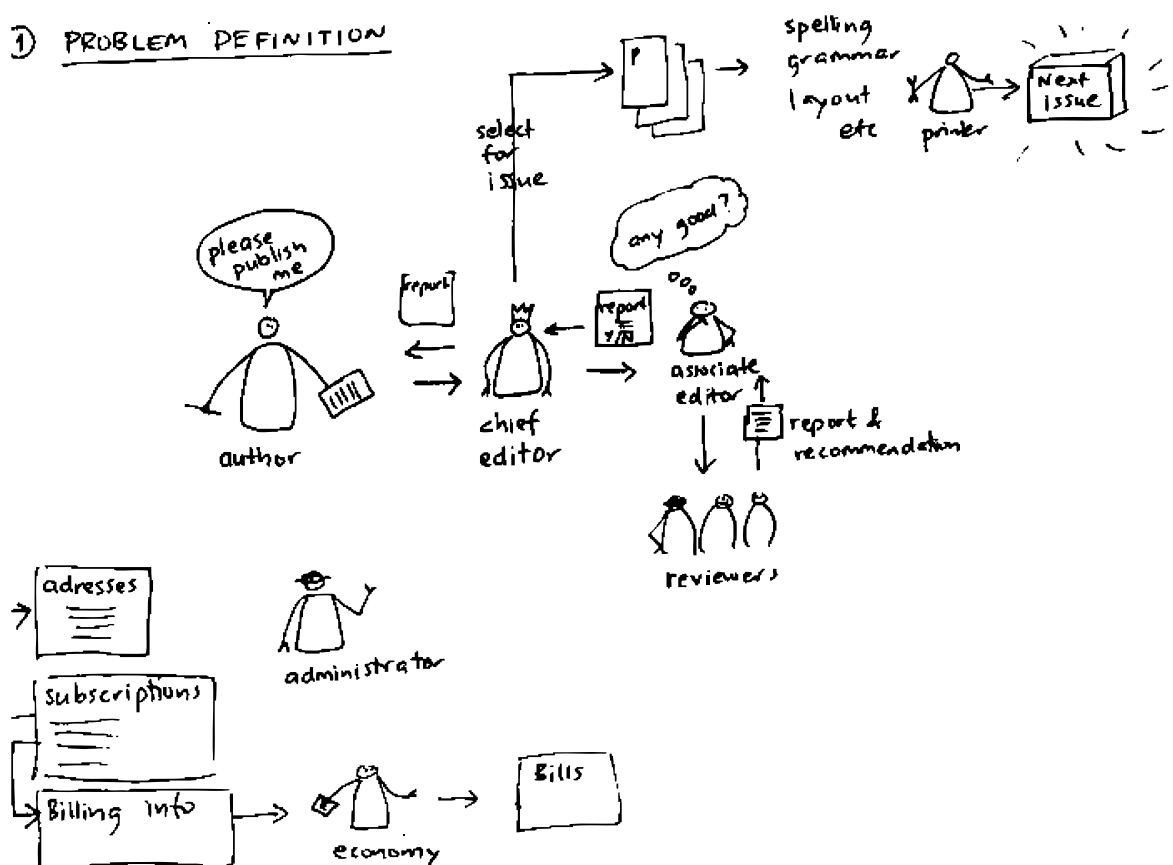 ① PROBLEM DEFINITION
P
spelling
grammar
layout
etc
printer
Next
issue
select
for
issue
any good?
please
publish
me
report
report
Y/N
author
chief
editor
associate
editor
report &
recommendation
reviewers
adresses
administrator
subscriptions
Billing info
economy
Bills